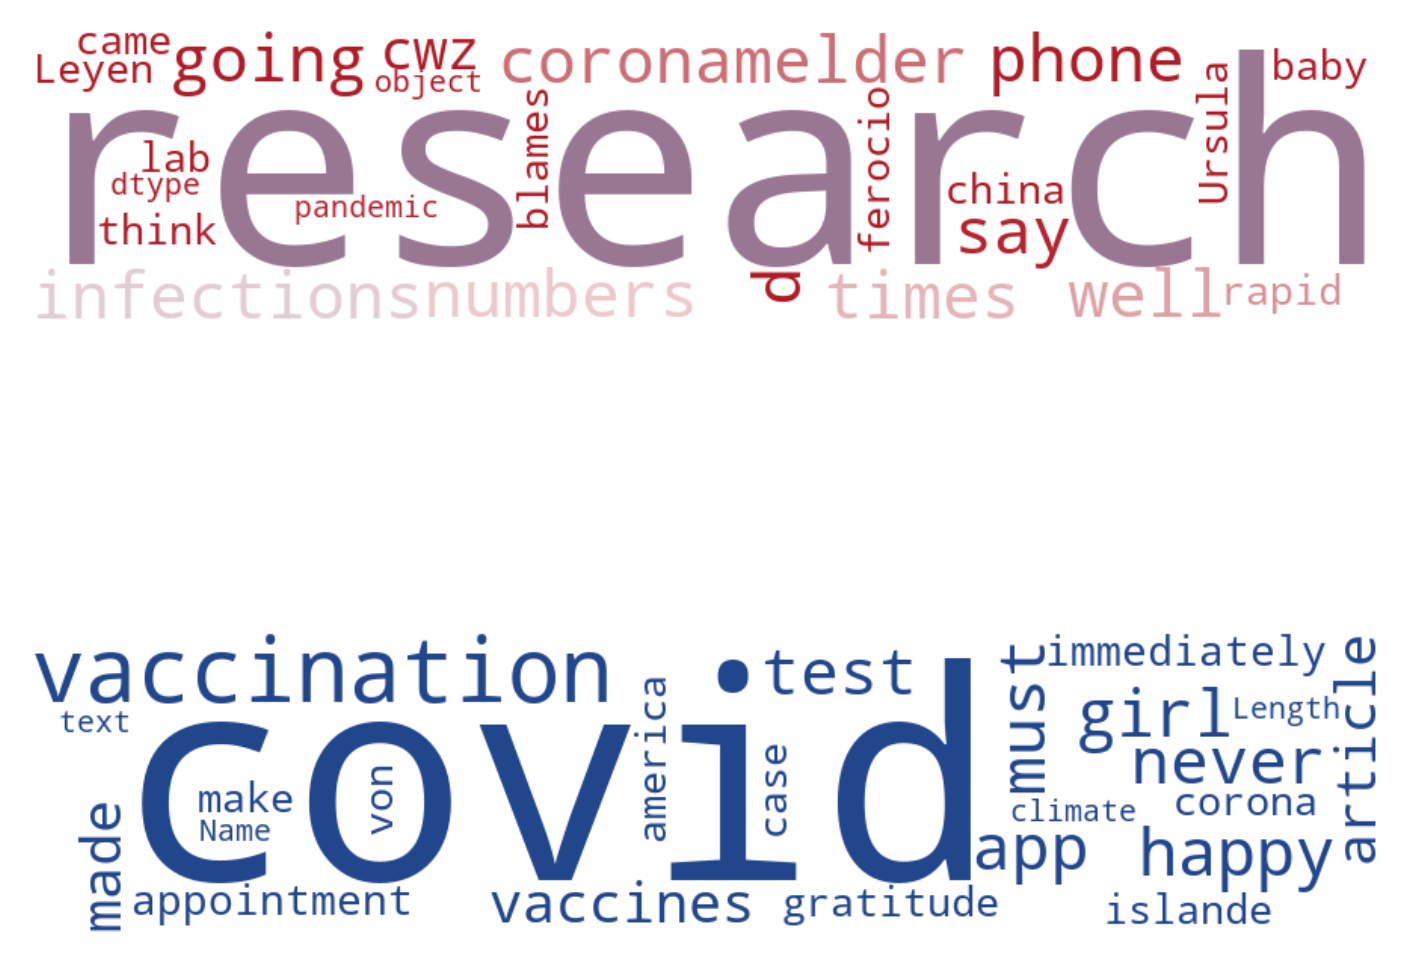 came
Leyen
going
cwz
object
coronamelder
phone
baby
research
blames
ferocio
Ursula
lab
dtype
think
pandemic
china
say
infections
numbers
d
times
well
rapid
vaccination
test
must
immediately
article
text
covid
america
girl
Length
never
make
Name
von
case
climate
corona
made
app
happy
appointment
vaccines
gratitude
islande